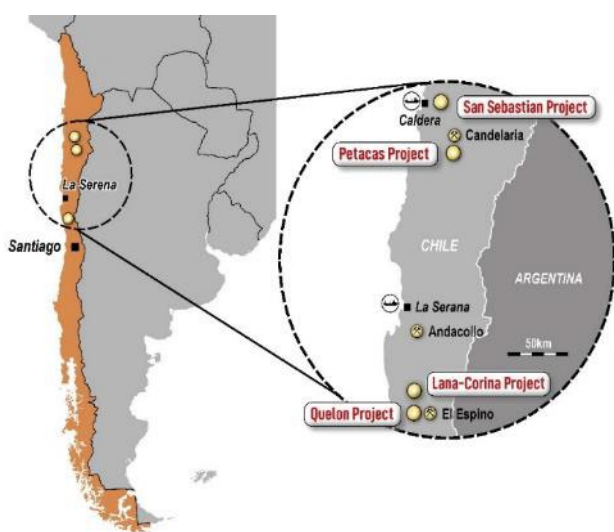 La Serena
Santiago
San Sebastian Project
Caldera
Candelaria
Petacas Project
CHILE
ARGENTINA
La Serana
Andacollo
50km
Lana-Corina Project
Quelon Project
El Espino